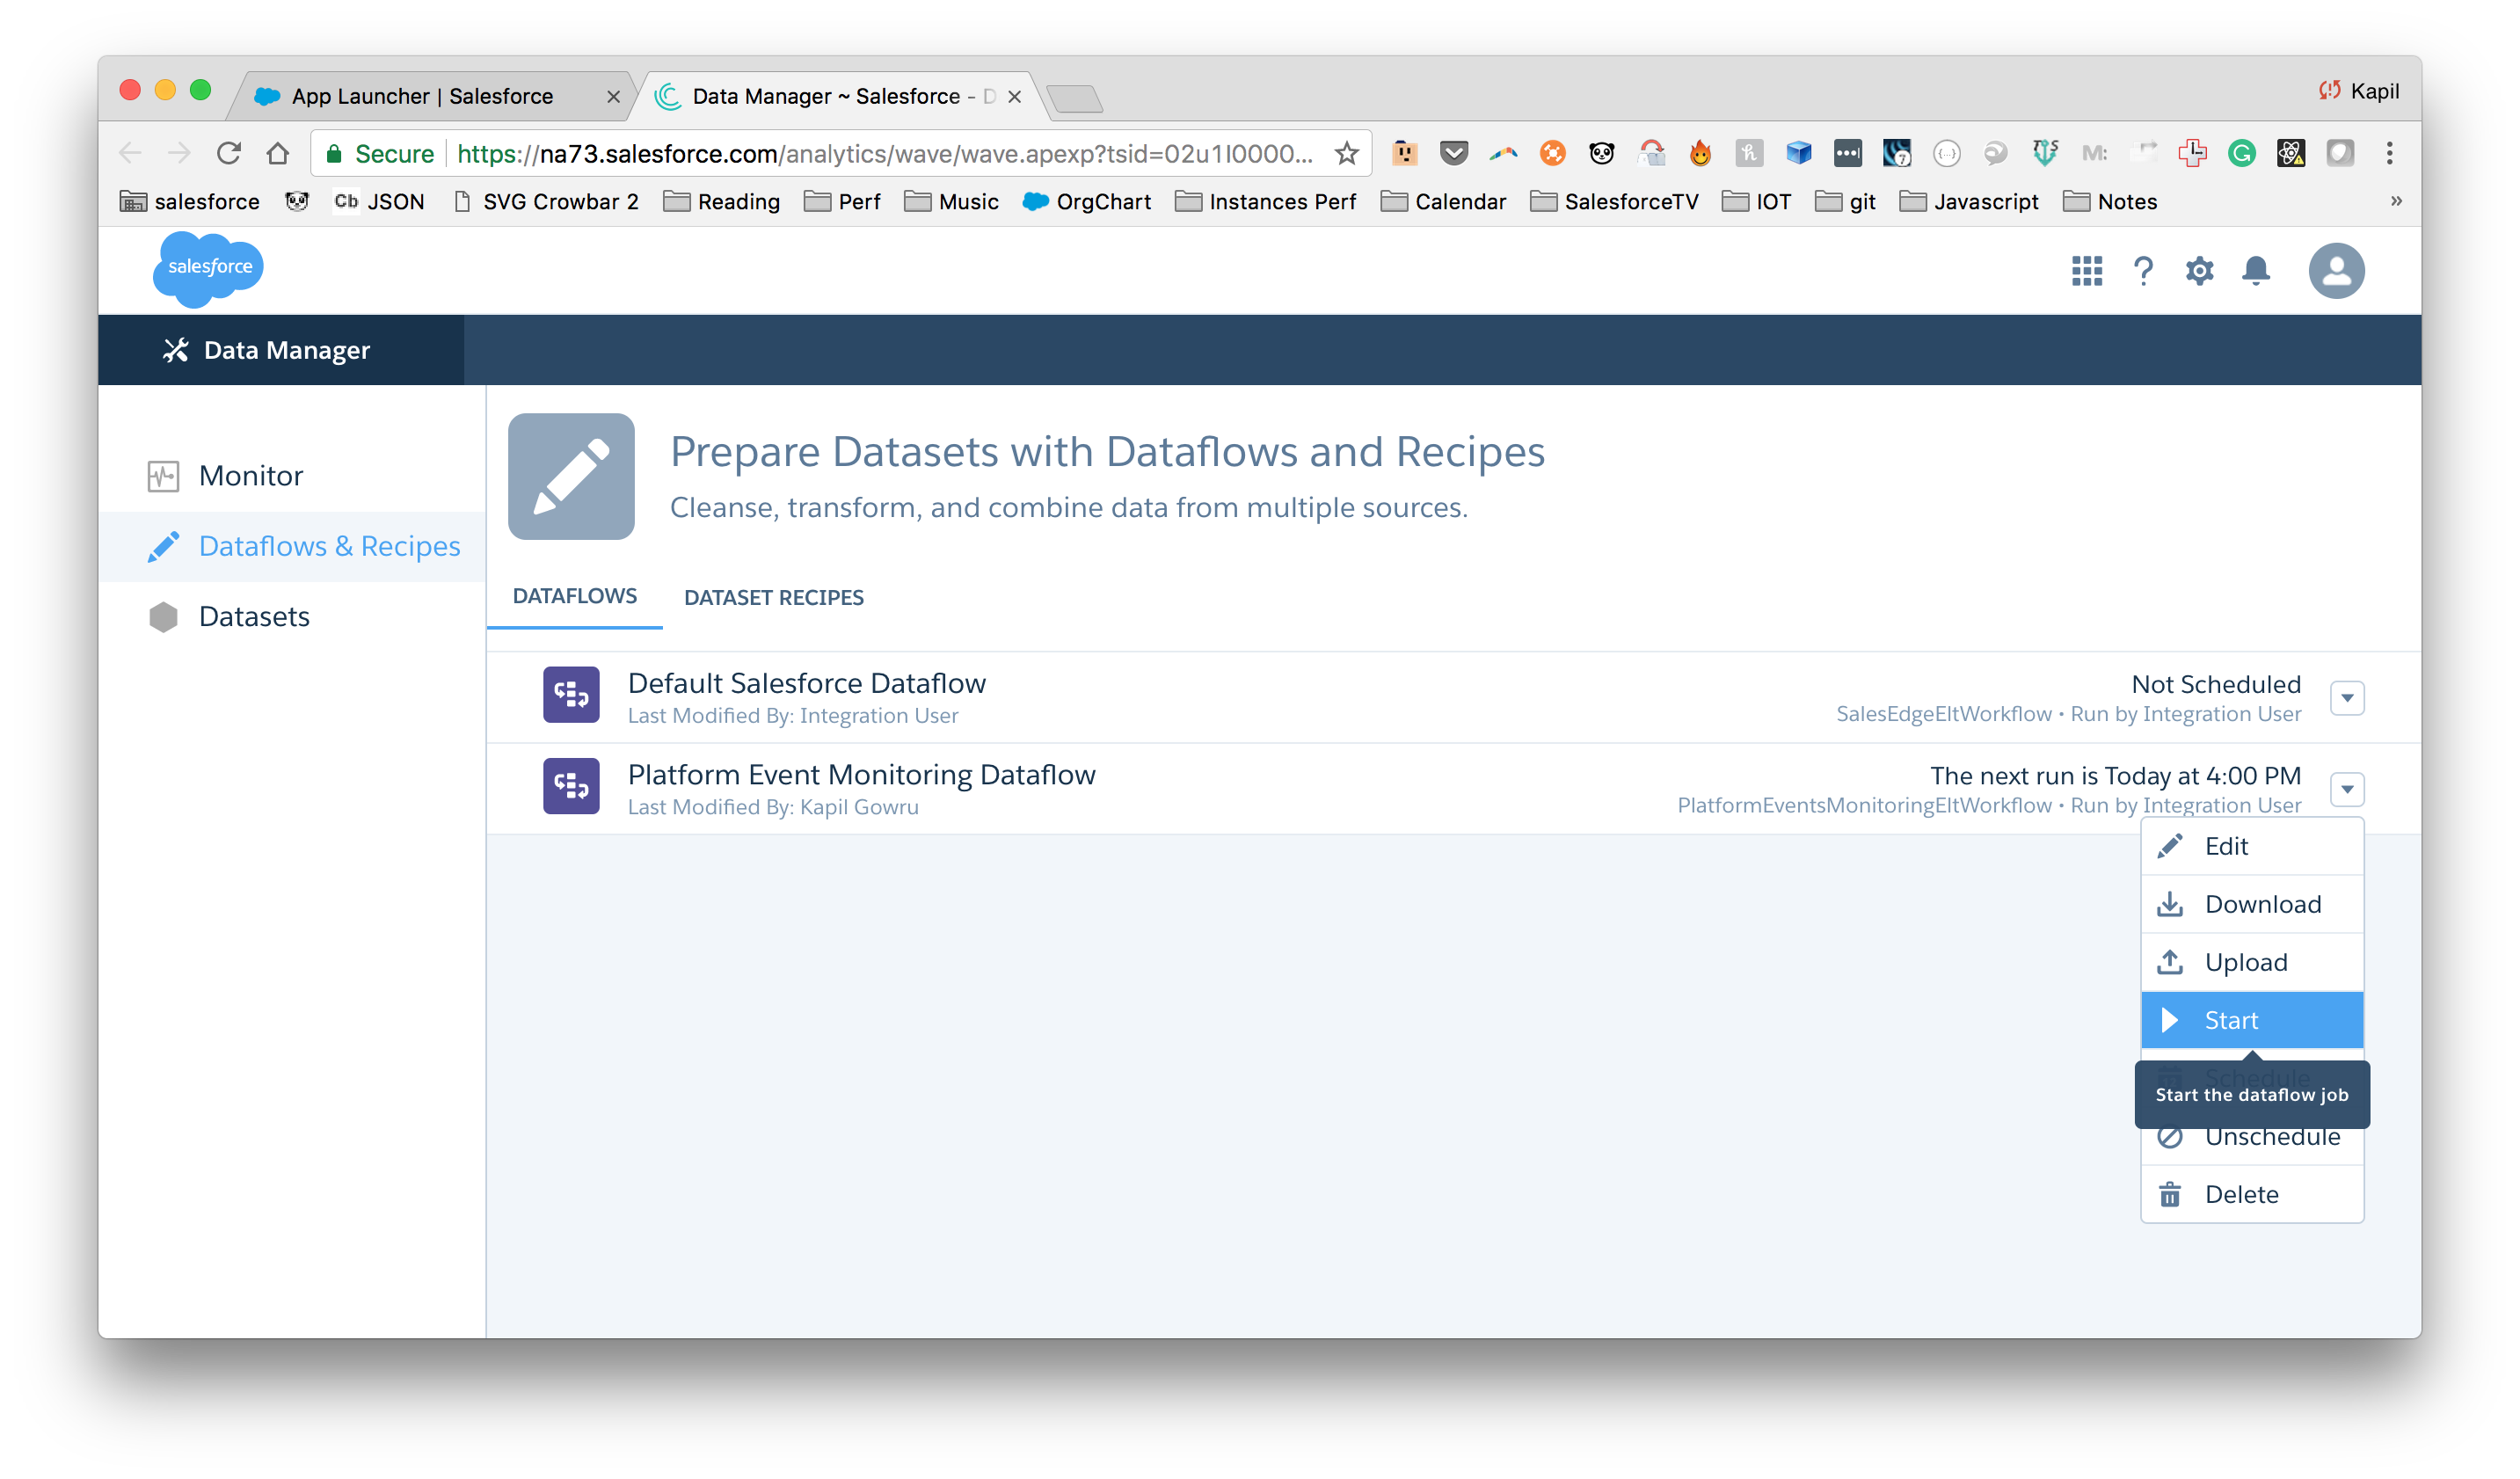 App Launcher | Salesforce
Data Manager ~ Salesforce - D
Kapil
Secure https://na73.salesforce.com/analytics/wave/wave.apexp?tsid=02u1I0000...
salesforce
Cb JSON
SVG Crowbar 2
Reading
Perf
Music
OrgChart
Instances Perf
Calendar
SalesforceTV
IOT
git
Javascript
Notes
»
salesforce
Data Manager
Monitor
Dataflows & Recipes
Datasets
Prepare Datasets with Dataflows and Recipes
Cleanse, transform, and combine data from multiple sources.
DATAFLOWS
DATASET RECIPES
Default Salesforce Dataflow
Last Modified By: Integration User
Not Scheduled
SalesEdgeEltWorkflow • Run by Integration User
Platform Event Monitoring Dataflow
Last Modified By: Kapil Gowru
The next run is Today at 4:00 PM
PlatformEventsMonitoringEltWorkflow • Run by Integration User
Edit
Download
Upload
Start
Schedule
Start the dataflow job
Unschedule
Delete